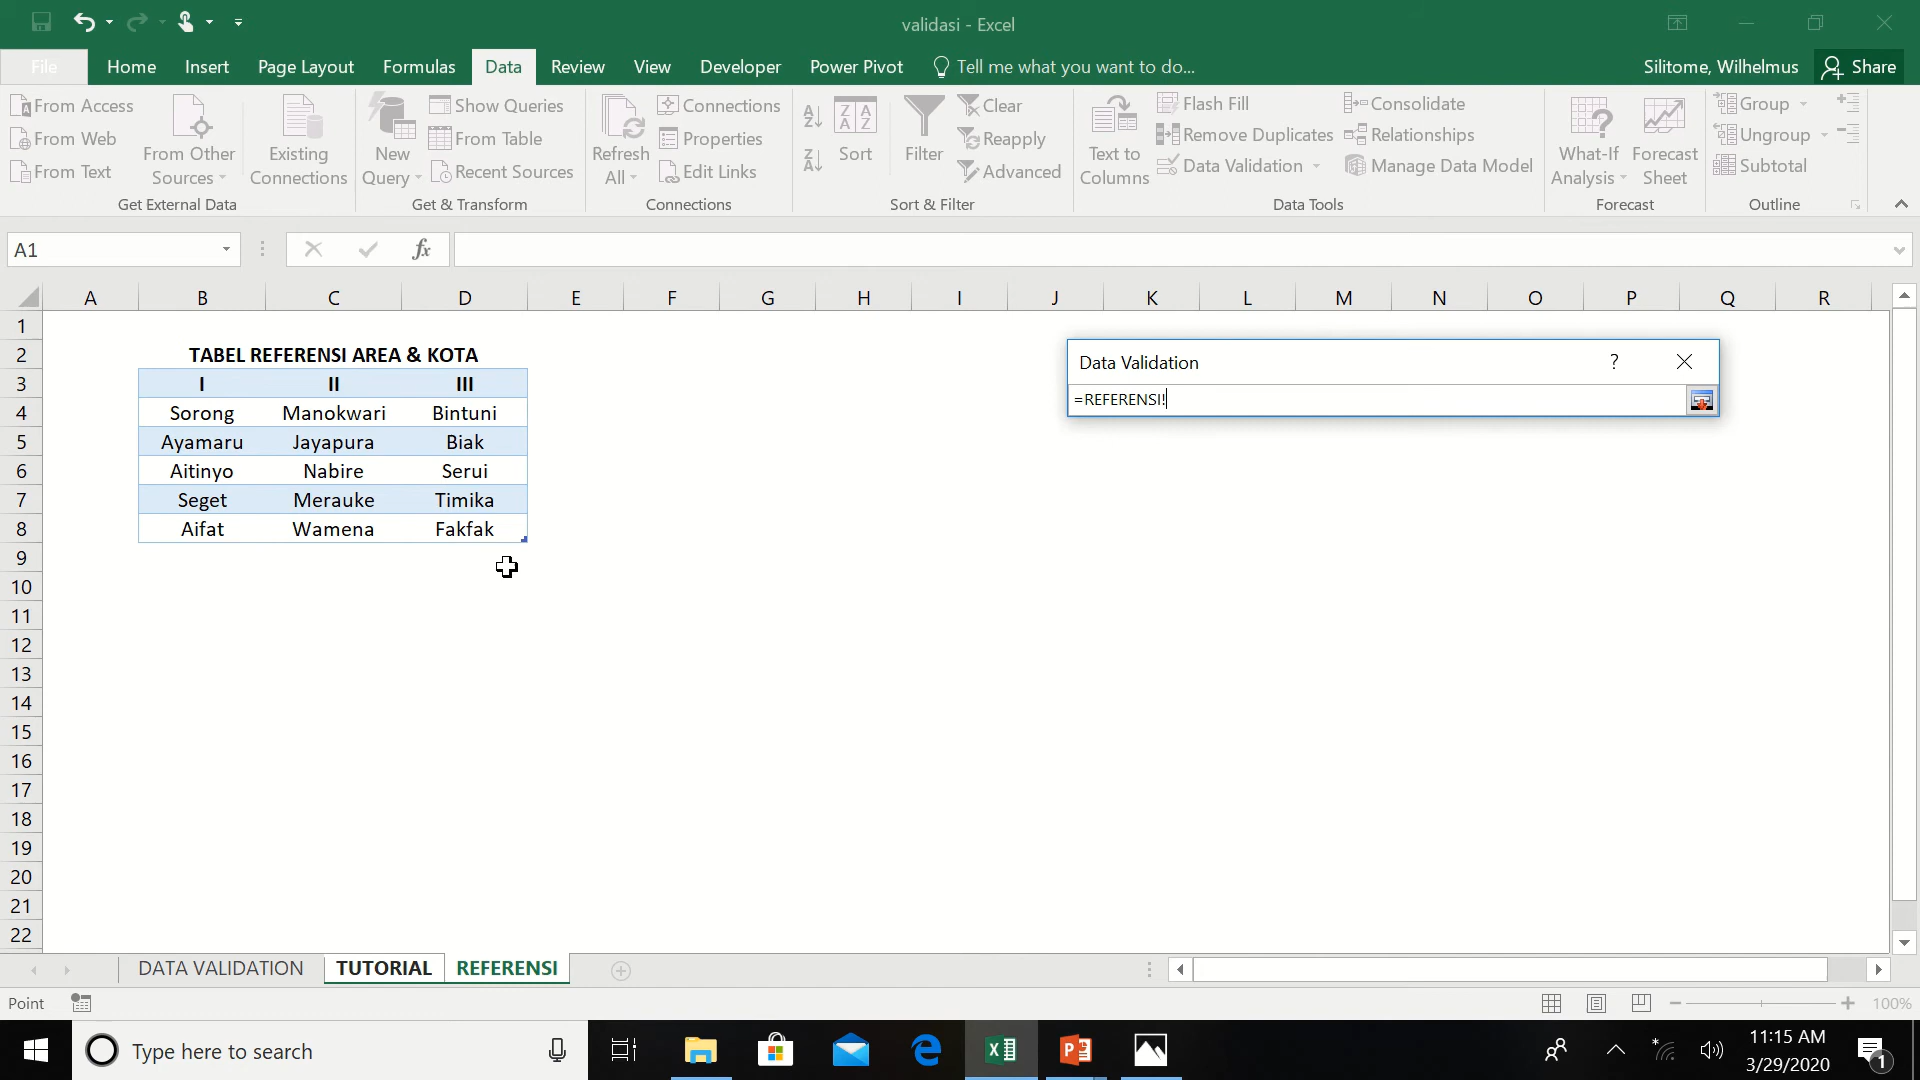 validasi - Excel
File Home Insert Page Layout Formulas Data Review View Developer Power Pivot Tell me what you want to do... Silitome, Wilhelmus Share
From Access
From Web
From Text
From Other Sources
Existing Connections
Get External Data
New Query
Show Queries
From Table
Recent Sources
Get & Transform
Refresh All
Connections
Properties
Edit Links
Connections
Sort
Filter
Clear
Reapply
Advanced
Sort & Filter
Text to Columns
Flash Fill
Remove Duplicates
Data Validation
Consolidate
Relationships
Manage Data Model
Data Tools
What-If Analysis
Forecast Sheet
Forecast
Group
Ungroup
Subtotal
Outline
A1 fx
A B C D E F G H I J K L M N O P Q R
1
2 TABEL REFERENSI AREA & KOTA
3 I II III
4 Sorong Manokwari Bintuni
5 Ayamaru Jayapura Biak
6 Aitinyo Nabire Serui
7 Seget Merauke Timika
8 Aifat Wamena Fakfak
9
10
11
12
13
14
15
16
17
18
19
20
21
22
Data Validation ?
=REFERENSI!
DATA VALIDATION TUTORIAL REFERENSI
Point 100%
Type here to search
11:15 AM
3/29/2020
1